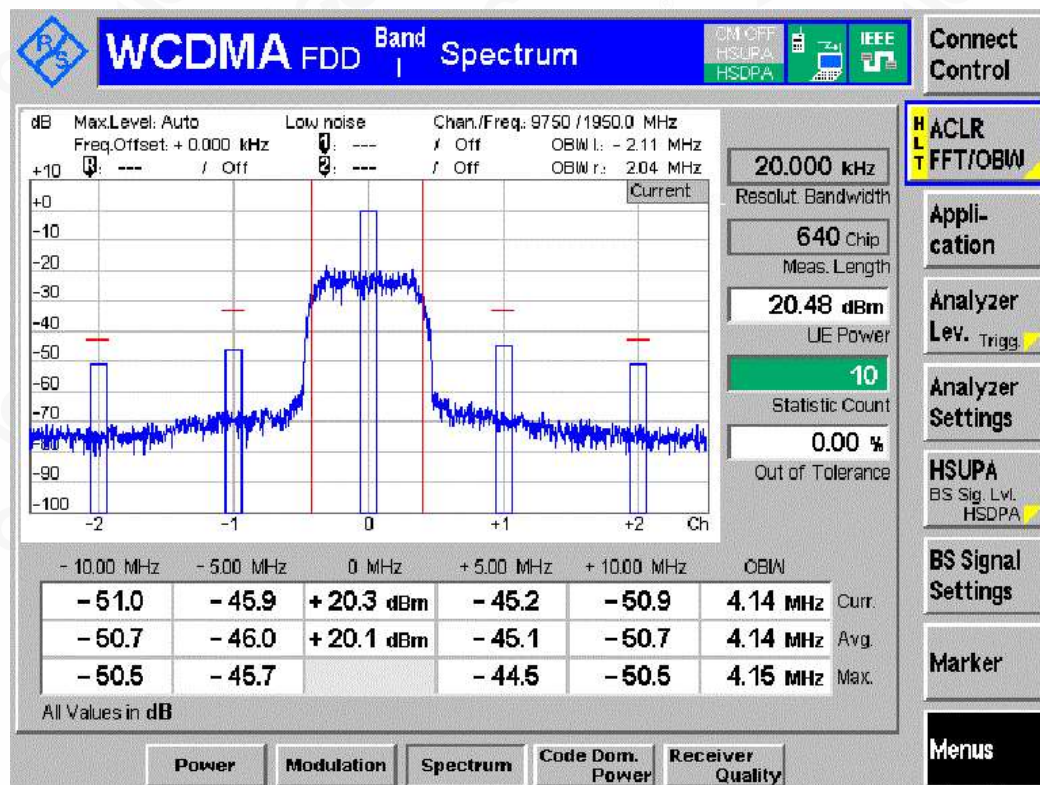 R&S WCDMA FDD Band I Spectrum
CM OFF
HSUPA
HSDPA
IEEE
Connect Control
dB Max.Level: Auto Low noise Chan./Freq.: 9750 / 1950.0 MHz
Freq.Offset: + 0.000 kHz 1: --- / Off OBW l.: - 2.11 MHz
R: --- / Off 2: --- / Off OBW r.: 2.04 MHz
Current
+10
+0
-10
-20
-30
-40
-50
-60
-70
-80
-90
-100
-2 -1 0 +1 +2 Ch
20.000 kHz
Resolut. Bandwidth
640 Chip
Meas. Length
20.48 dBm
UE Power
10
Statistic Count
0.00 %
Out of Tolerance
- 10.00 MHz - 5.00 MHz 0 MHz + 5.00 MHz + 10.00 MHz OBW
- 51.0 - 45.9 + 20.3 dBm - 45.2 - 50.9 4.14 MHz Curr.
- 50.7 - 46.0 + 20.1 dBm - 45.1 - 50.7 4.14 MHz Avg.
- 50.5 - 45.7 - 44.5 - 50.5 4.15 MHz Max.
All Values in dB
HLT
ACLR
FFT/OBW
Appli-
cation
Analyzer
Lev. Trigg.
Analyzer
Settings
HSUPA
BS Sig. Lvl.
HSDPA
BS Signal
Settings
Marker
Menus
Power Modulation Spectrum Code Dom. Power Receiver Quality